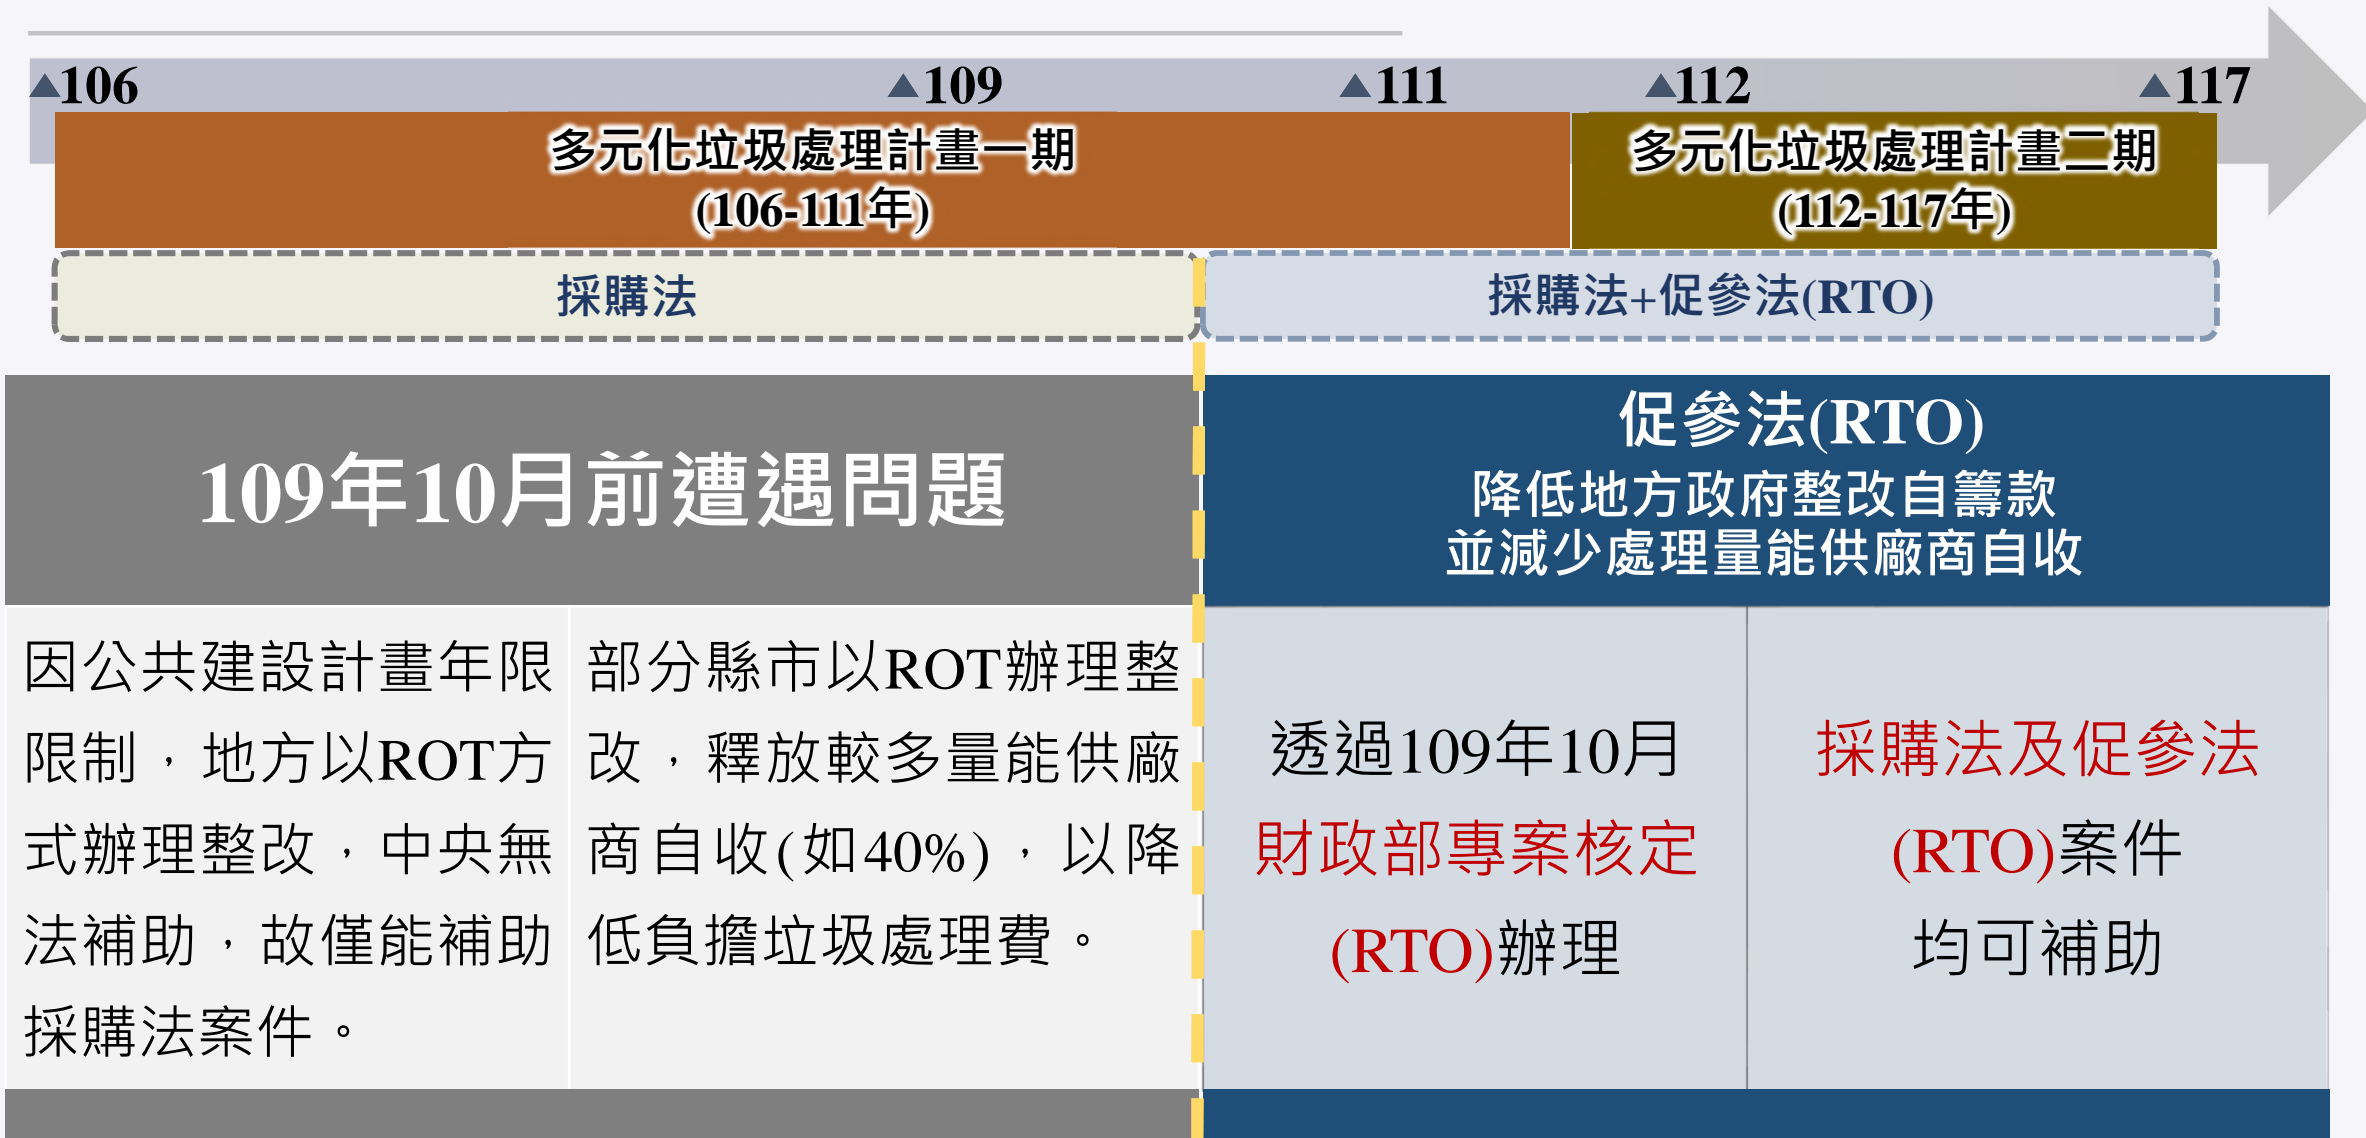 ▲106 ▲109 ▲111 ▲112 ▲117
多元化垃圾處理計畫一期
(106-111年)
多元化垃圾處理計畫二期
(112-117年)
採購法
採購法+促參法(RTO)
109年10月前遭遇問題
促參法(RTO)
降低地方政府整改自籌款
並減少處理量能供廠商自收
因公共建設計畫年限
限制，地方以ROT方
式辦理整改，中央無
法補助，故僅能補助
採購法案件。
部分縣市以ROT辦理整
改，釋放較多量能供廠
商自收(如40%)，以降
低負擔垃圾處理費。
透過109年10月
財政部專案核定
(RTO)辦理
採購法及促參法
(RTO)案件
均可補助